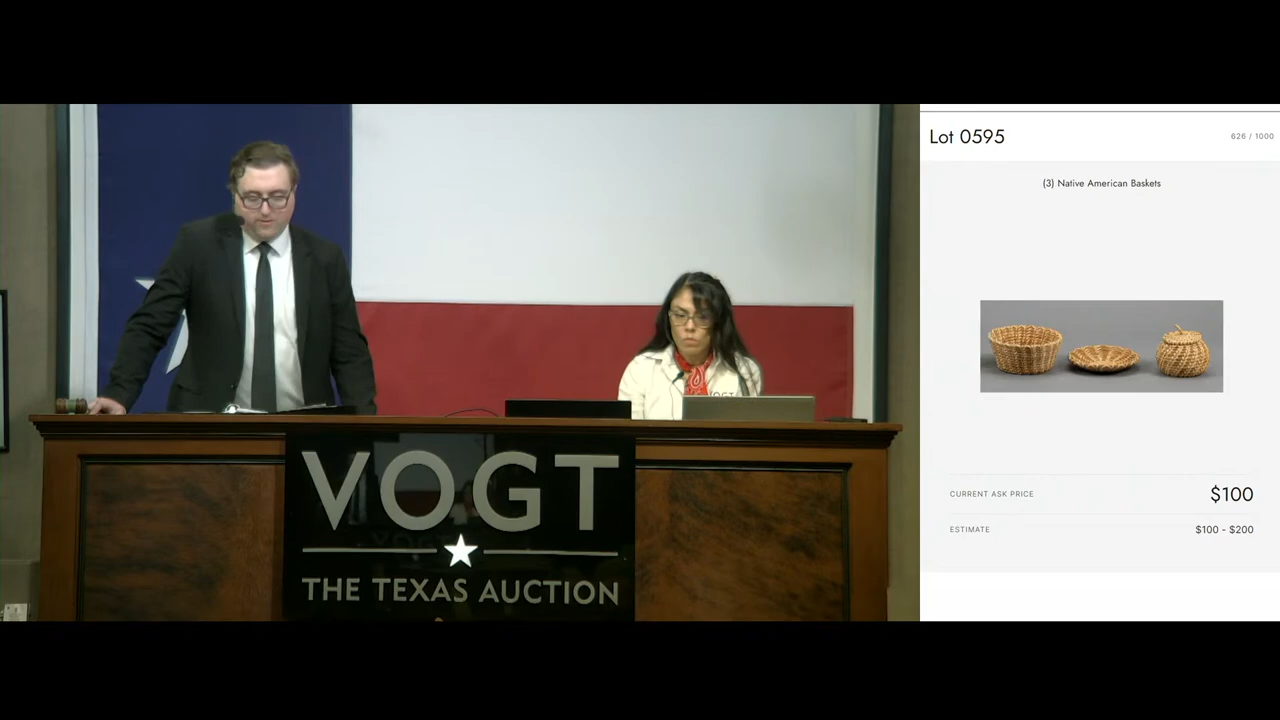 VOGT
THE TEXAS AUCTION
VOGT
Lot 0595
626 / 1000
(3) Native American Baskets
CURRENT ASK PRICE
$100
ESTIMATE
$100 - $200